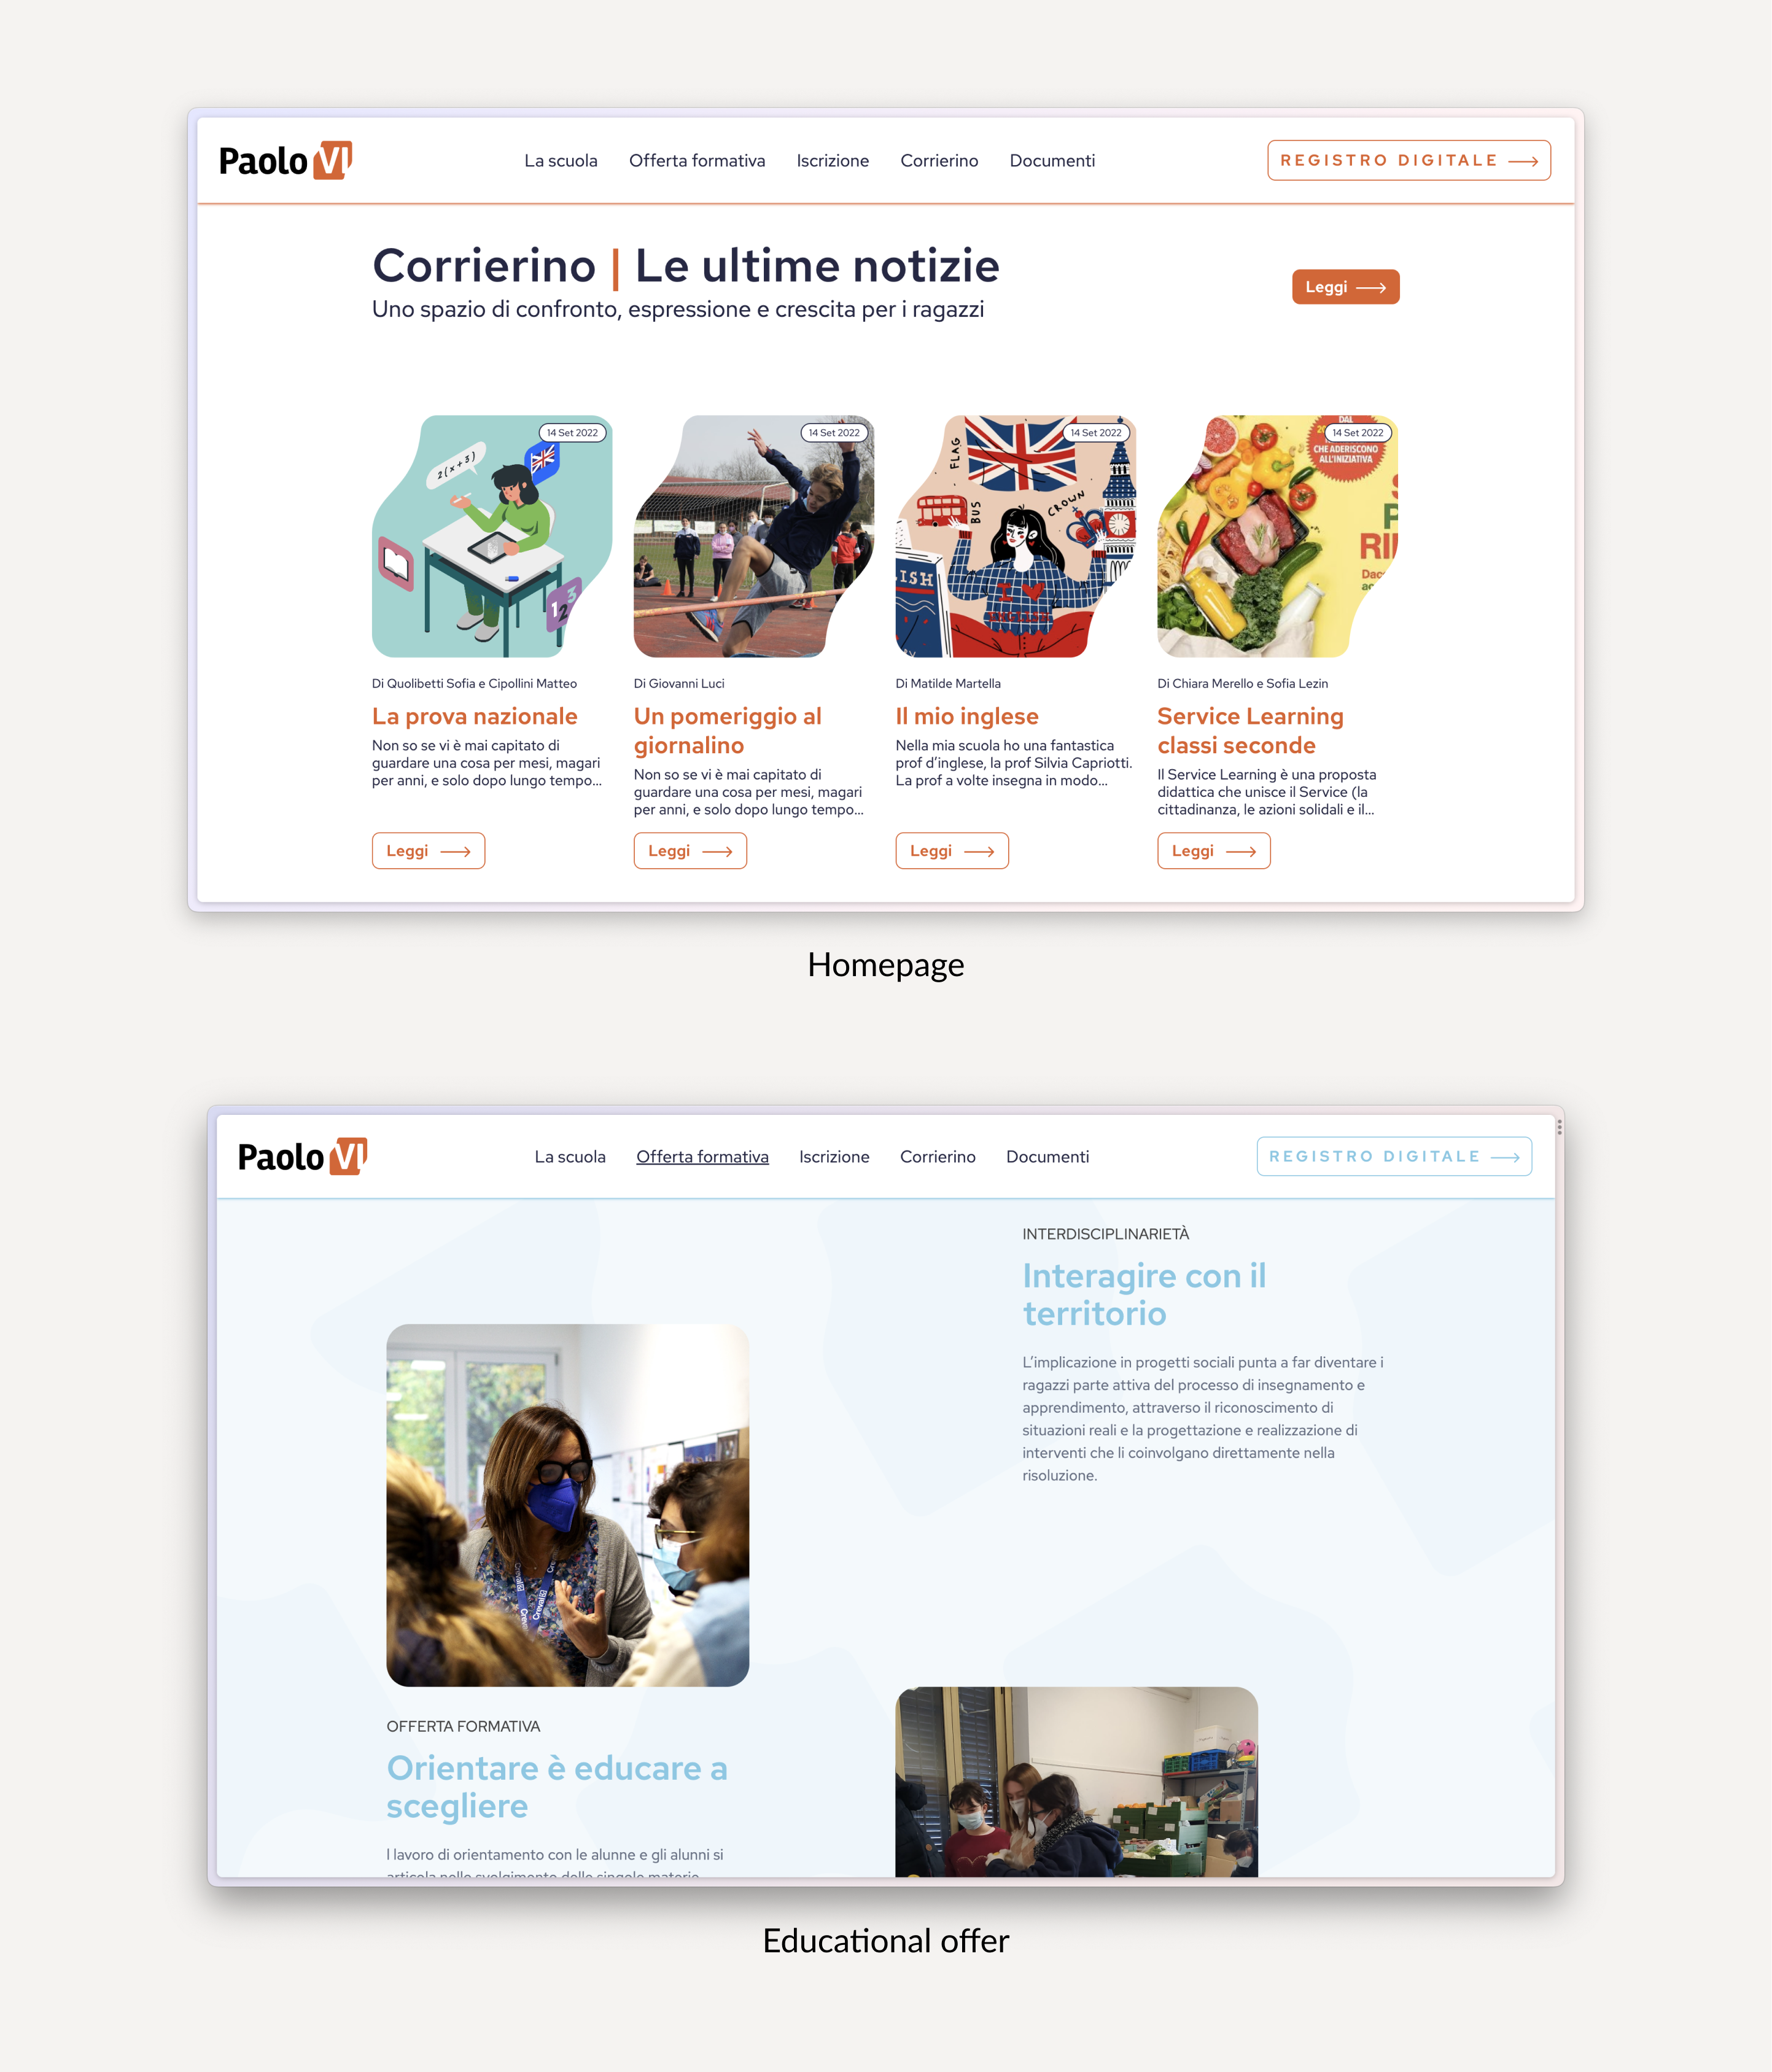 Paolo VI
La scuola Offerta formativa Iscrizione Corrierino Documenti
REGISTRO DIGITALE
Corrierino | Le ultime notizie
Uno spazio di confronto, espressione e crescita per i ragazzi
Leggi
14 Set 2022
2(x+3)
123
Di Quolibetti Sofia e Cipollini Matteo
La prova nazionale
Non so se vi è mai capitato di
guardare una cosa per mesi, magari
per anni, e solo dopo lungo tempo...
Leggi
14 Set 2022
Di Giovanni Luci
Un pomeriggio al
giornalino
Non so se vi è mai capitato di
guardare una cosa per mesi, magari
per anni, e solo dopo lungo tempo...
Leggi
14 Set 2022
FLAG
BUS
CROWN
ISH
I
Di Matilde Martella
Il mio inglese
Nella mia scuola ho una fantastica
prof d'inglese, la prof Silvia Capriotti.
La prof a volte insegna in modo...
Leggi
DAL
14 Set 2022
CHE ADERISCONO
ALL'INIZIATIVA
Di Chiara Merello e Sofia Lezin
Service Learning
classi seconde
Il Service Learning è una proposta
didattica che unisce il Service (la
cittadinanza, le azioni solidali e il...
Leggi
Homepage
Paolo VI
La scuola Offerta formativa Iscrizione Corrierino Documenti
REGISTRO DIGITALE
INTERDISCIPLINARIETÀ
Interagire con il
territorio
L'implicazione in progetti sociali punta a far diventare i
ragazzi parte attiva del processo di insegnamento e
apprendimento, attraverso il riconoscimento di
situazioni reali e la progettazione e realizzazione di
interventi che li coinvolgano direttamente nella
risoluzione.
Creval
Creval
OFFERTA FORMATIVA
Orientare è educare a
scegliere
l lavoro di orientamento con le alunne e gli alunni si
articola nello svolgimento delle singole materie
Educational offer